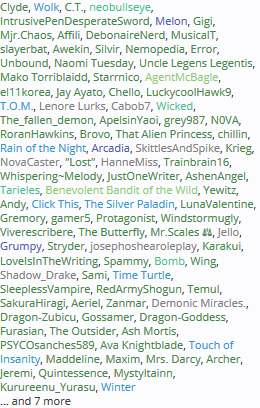 Clyde, Wolk, C.T., neobullseye,
IntrusivePenDesperateSword, Melon, Gigi,
Mjr.Chaos, Affili, DebonaireNerd, MusicalT,
slayerbat, Awekin, Silvir, Nemopedia, Error,
Unbound, Naomi Tuesday, Uncle Legens Legentis,
Mako Torriblaidd, Starrnico, AgentMcBagle,
el11korea, Jay Ayato, Chello, LuckycoolHawk9,
T.O.M., Lenore Lurks, Cabob7, Wicked,
The_fallen_demon, ApelsinYaoi, grey987, N0VA,
RoranHawkins, Brovo, That Alien Princess, chillin,
Rain of the Night, Arcadia, SkittlesAndSpike, Krieg,
NovaCaster, "Lost", HanneMiss, Trainbrain16,
Whispering~Melody, JustOneWriter, AshenAngel,
Tarieles, Benevolent Bandit of the Wild, Yewitz,
Andy, Click This, The Silver Paladin, LunaValentine,
Gremory, gamer5, Protagonist, Windstormugly,
Viverescribere, The Butterfly, Mr.Scales ⚖, Jello,
Grumpy, Stryder, josephoshearoleplay, Karakui,
LoveIsInTheWriting, Spammy, Bomb, Wing,
Shadow_Drake, Sami, Time Turtle,
SleeplessVampire, RedArmyShogun, Temul,
SakuraHiragi, Aeriel, Zanmar, Demonic Miracles.,
Dragon-Zubicu, Gossamer, Dragon-Goddess,
Furasian, The Outsider, Ash Mortis,
PSYCOsanches589, Ava Knightblade, Touch of
Insanity, Maddeline, Maxim, Mrs. Darcy, Archer,
Jeremi, Quintessence, Mystyltainn,
Kurureenu_Yurasu, Winter
... and 7 more